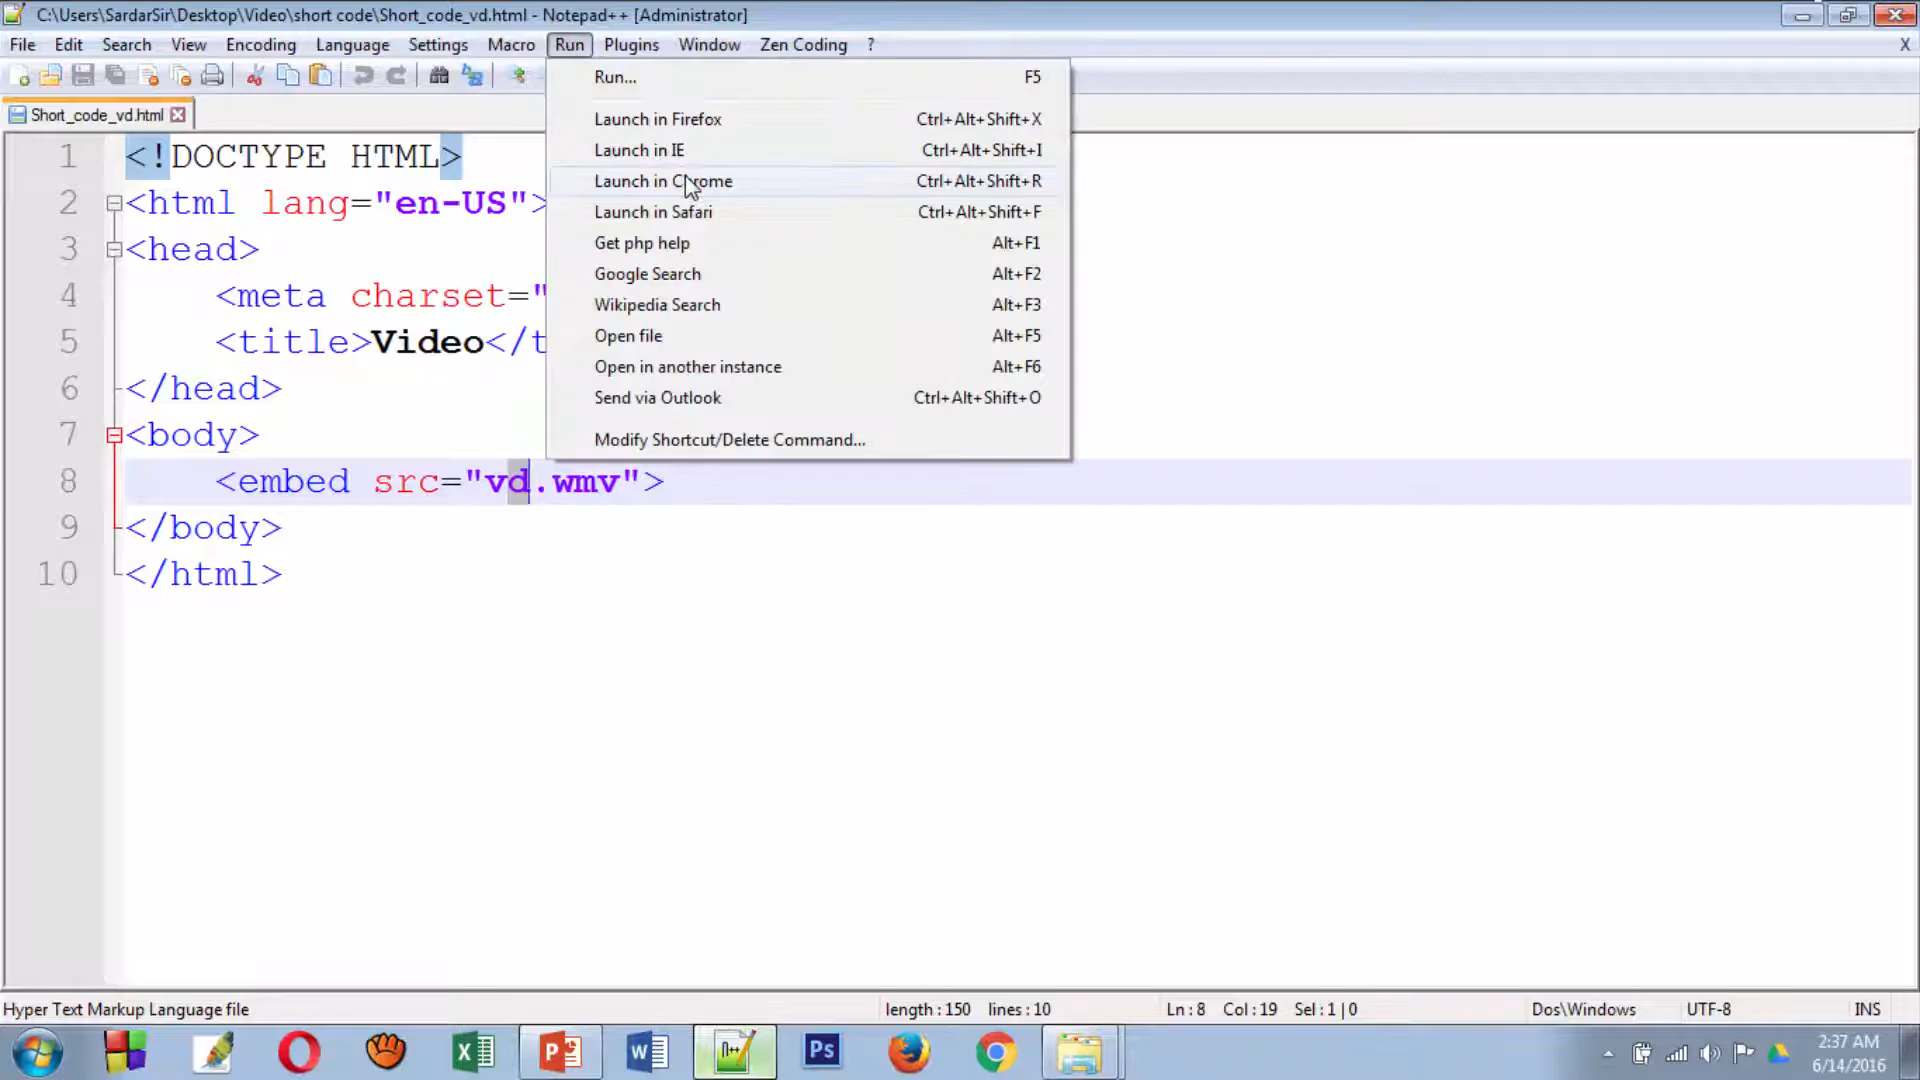 C:\Users\SardarSir\Desktop\Video\short code\Short_code_vd.html - Notepad++ [Administrator]
File Edit Search View Encoding Language Settings Macro Run Plugins Window Zen Coding ? X
Short_code_vd.html
Run... F5
Launch in Firefox Ctrl+Alt+Shift+X
Launch in IE Ctrl+Alt+Shift+I
Launch in Chrome Ctrl+Alt+Shift+R
Launch in Safari Ctrl+Alt+Shift+F
Get php help Alt+F1
Google Search Alt+F2
Wikipedia Search Alt+F3
Open file Alt+F5
Open in another instance Alt+F6
Send via Outlook Ctrl+Alt+Shift+O
Modify Shortcut/Delete Command...
1 <!DOCTYPE HTML>
2 <html lang="en-US">
3 <head>
4 <meta charset="
5 <title>Video</t
6 </head>
7 <body>
8 <embed src="vd.wmv">
9 </body>
10 </html>
Hyper Text Markup Language file length : 150 lines : 10 Ln : 8 Col : 19 Sel : 1 | 0 Dos\Windows UTF-8 INS
Ps
2:37 AM
6/14/2016